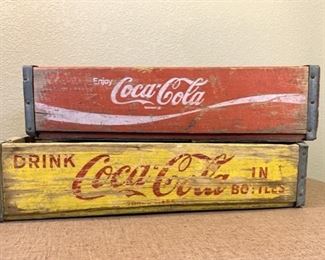 Enjoy
Coca-Cola
DRINK Coca-Cola IN BOTTLES